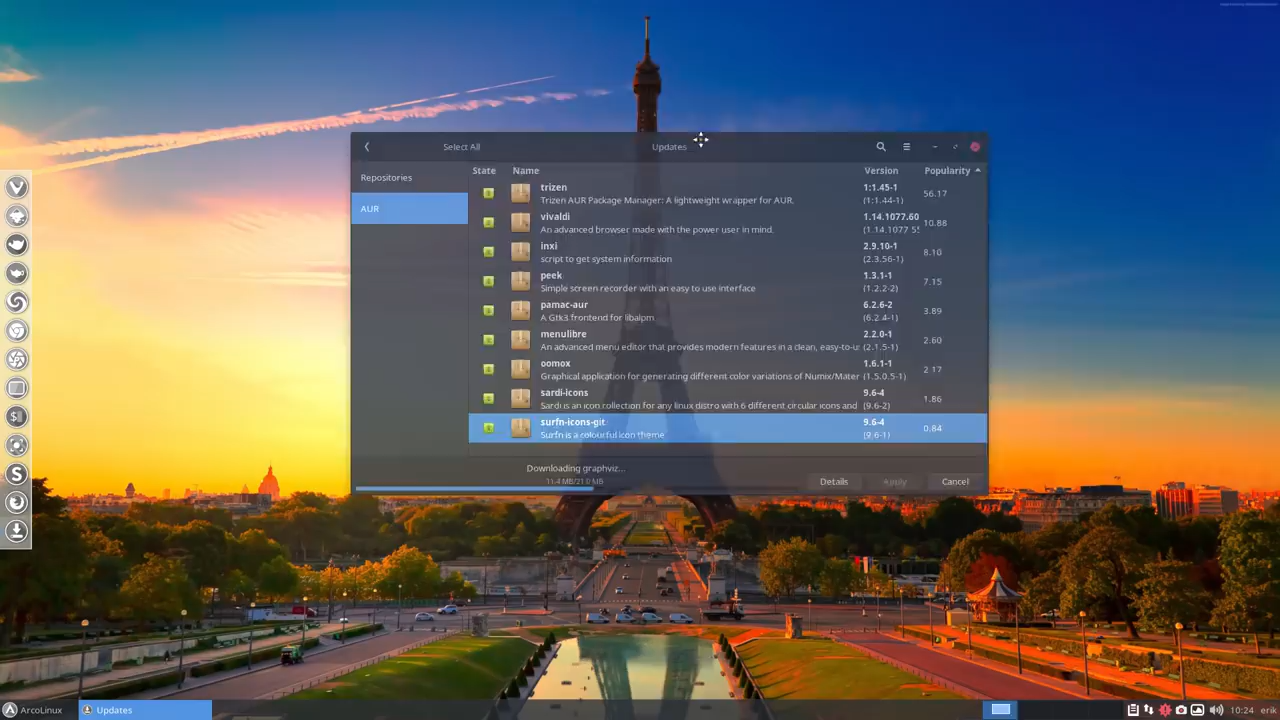 Select All
Updates
Repositories
AUR
State Name Version Popularity
trizen 1:1.45-1
Trizen AUR Package Manager: A lightweight wrapper for AUR. (1:1.44-1) 56.17
vivaldi 1.14.1077.60
An advanced browser made with the power user in mind. (1.14.1077.55 10.88
inxi 2.9.10-1
script to get system information (2.3.56-1) 8.10
peek 1.3.1-1
Simple screen recorder with an easy to use interface (1.2.2-2) 7.15
pamac-aur 6.2.6-2
A Gtk3 frontend for libalpm (6.2.4-1) 3.89
menulibre 2.2.0-1
An advanced menu editor that provides modern features in a clean, easy-to-u (2.1.5-1) 2.60
oomox 1.6.1-1
Graphical application for generating different color variations of Numix/Mater (1.5.0.5-1) 2.17
sardi-icons 9.6-4
Sardi is an icon collection for any linux distro with 6 different circular icons and (9.6-2) 1.86
surfn-icons-git 9.6-4
Surfn is a colourful icon theme (9.6-1) 0.84
Downloading graphviz...
11.4 MB/21.0 MB
Details Apply Cancel
ArcoLinux Updates 10:24 erik